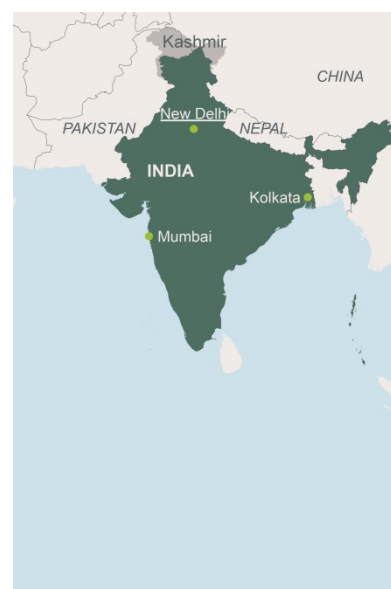 Kashmir
CHINA
New Delhi
PAKISTAN
NEPAL
INDIA
Kolkata
Mumbai